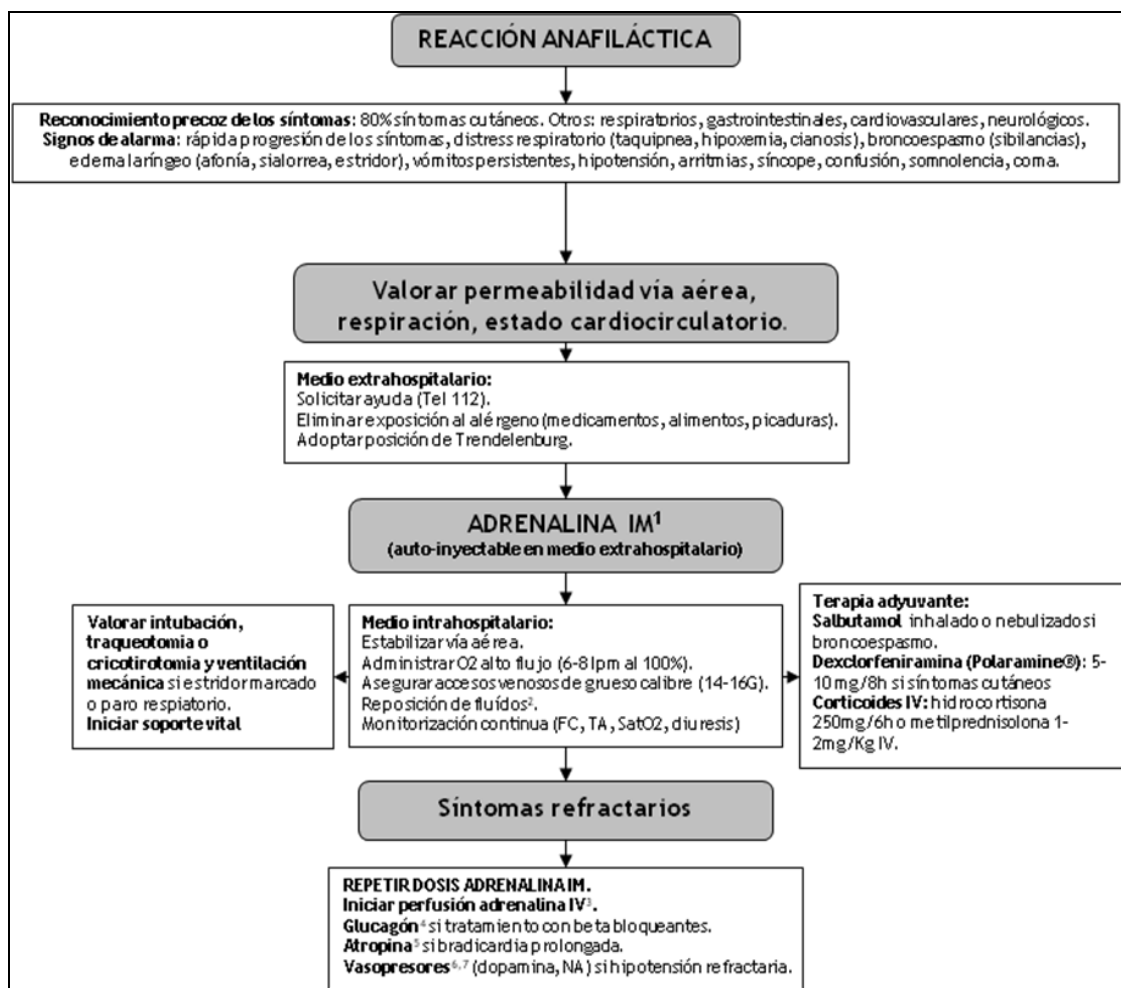 REACCIÓN ANAFILÁCTICA
Reconocimiento precoz de los síntomas: 80% síntomas cutáneos. Otros: respiratorios, gastrointestinales, cardiovasculares, neurológicos.
Signos de alarma: rápida progresión de los síntomas, distress respiratorio (taquipnea, hipoxemia, cianosis), broncoespasmo (sibilancias),
edema laríngeo (afonía, sialorrea, estridor), vómitos persistentes, hipotensión, arritmias, síncope, confusión, somnolencia, coma.
Valorar permeabilidad vía aérea,
respiración, estado cardiocirculatorio.
Medio extrahospitalario:
Solicitar ayuda (Tel 112).
Eliminar exposición al alérgeno (medicamentos, alimentos, picaduras).
Adoptar posición de Trendelenburg.
ADRENALINA IM¹
(auto-inyectable en medio extrahospitalario)
Valorar intubación,
traqueotomia o
cricotirotomia y ventilación
mecánica si estridor marcado
o paro respiatorio.
Iniciar soporte vital
Medio intrahospitalario:
Estabilizar vía aérea.
Administrar O2 alto flujo (6-8 lpm al 100%).
Asegurar accesos venosos de grueso calibre (14-16G).
Reposición de fluídos².
Monitorización continua (FC, TA, SatO2, diuresis)
Terapia adyuvante:
Salbutamol inhalado o nebulizado si
broncoespasmo.
Dexclorfeniramina (Polaramine®): 5-
10 mg/8h si síntomas cutáneos
Corticoides IV: hidrocortisona
250mg/6h o metilprednisolona 1-
2mg/Kg IV.
Síntomas refractarios
REPETIR DOSIS ADRENALINA IM.
Iniciar perfusión adrenalina IV³.
Glucagón⁴ si tratamiento con beta bloqueantes.
Atropina⁵ si bradicardia prolongada.
Vasopresores⁶,⁷ (dopamina, NA) si hipotensión refractaria.